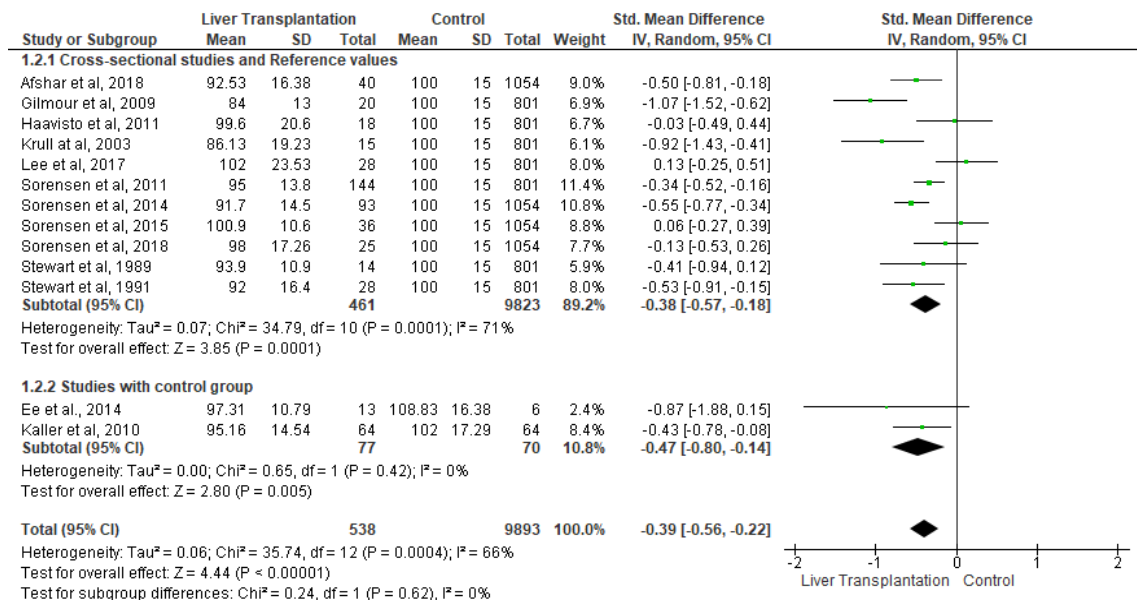 Liver Transplantation Control Std. Mean Difference Std. Mean Difference
Study or Subgroup Mean SD Total Mean SD Total Weight IV, Random, 95% CI IV, Random, 95% CI
1.2.1 Cross-sectional studies and Reference values
Afshar et al, 2018 92.53 16.38 40 100 15 1054 9.0% -0.50 [-0.81, -0.18]
Gilmour et al, 2009 84 13 20 100 15 801 6.9% -1.07 [-1.52, -0.62]
Haavisto et al, 2011 99.6 20.6 18 100 15 801 6.7% -0.03 [-0.49, 0.44]
Krull at al, 2003 86.13 19.23 15 100 15 801 6.1% -0.92 [-1.43, -0.41]
Lee et al, 2017 102 23.53 28 100 15 801 8.0% 0.13 [-0.25, 0.51]
Sorensen et al, 2011 95 13.8 144 100 15 801 11.4% -0.34 [-0.52, -0.16]
Sorensen et al, 2014 91.7 14.5 93 100 15 1054 10.8% -0.55 [-0.77, -0.34]
Sorensen et al, 2015 100.9 10.6 36 100 15 1054 8.8% 0.06 [-0.27, 0.39]
Sorensen et al, 2018 98 17.26 25 100 15 1054 7.7% -0.13 [-0.53, 0.26]
Stewart et al, 1989 93.9 10.9 14 100 15 801 5.9% -0.41 [-0.94, 0.12]
Stewart et al, 1991 92 16.4 28 100 15 801 8.0% -0.53 [-0.91, -0.15]
Subtotal (95% CI) 461 9823 89.2% -0.38 [-0.57, -0.18]
Heterogeneity: Tau² = 0.07; Chi² = 34.79, df = 10 (P = 0.0001); I² = 71%
Test for overall effect: Z = 3.85 (P = 0.0001)
1.2.2 Studies with control group
Ee et al., 2014 97.31 10.79 13 108.83 16.38 6 2.4% -0.87 [-1.88, 0.15]
Kaller et al, 2010 95.16 14.54 64 102 17.29 64 8.4% -0.43 [-0.78, -0.08]
Subtotal (95% CI) 77 70 10.8% -0.47 [-0.80, -0.14]
Heterogeneity: Tau² = 0.00; Chi² = 0.65, df = 1 (P = 0.42); I² = 0%
Test for overall effect: Z = 2.80 (P = 0.005)
Total (95% CI) 538 9893 100.0% -0.39 [-0.56, -0.22]
Heterogeneity: Tau² = 0.06; Chi² = 35.74, df = 12 (P = 0.0004); I² = 66%
Test for overall effect: Z = 4.44 (P < 0.00001)
Test for subgroup differences: Chi² = 0.24, df = 1 (P = 0.62), I² = 0%
-2 -1 0 1 2
Liver Transplantation Control